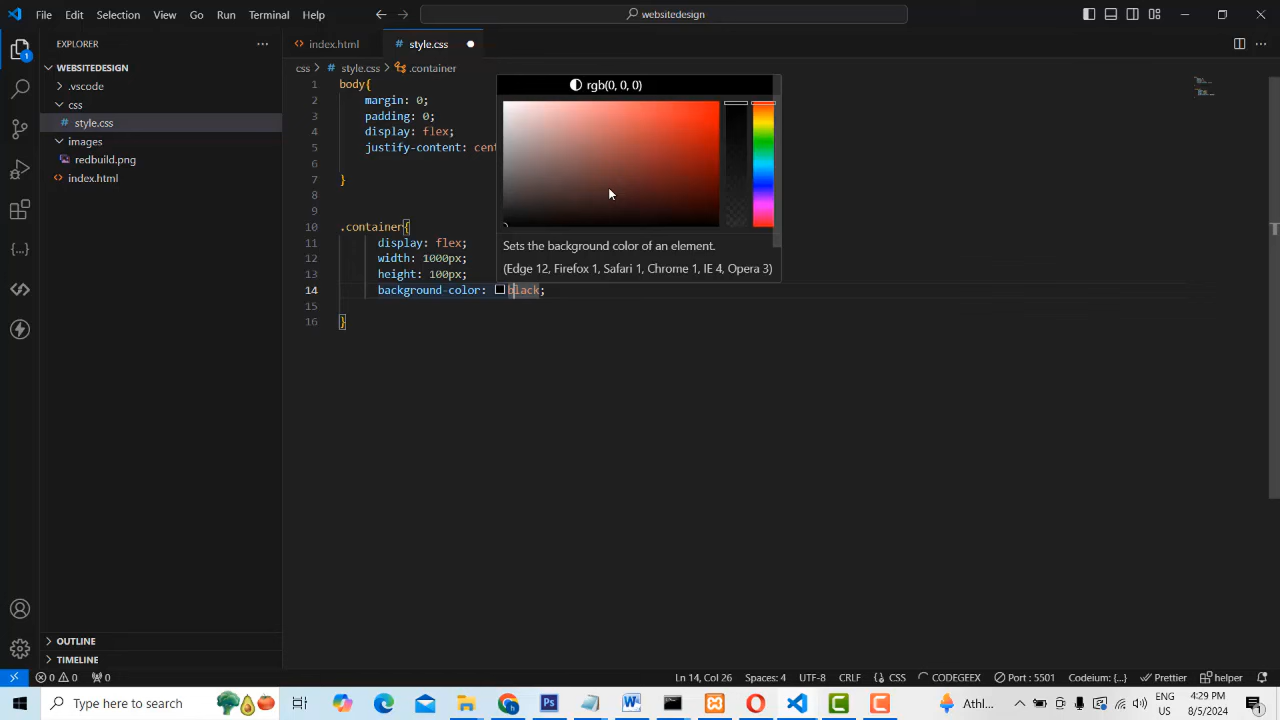 File Edit Selection View Go Run Terminal Help
websitedesign
EXPLORER
index.html
style.css
WEBSITEDESIGN
css
style.css
.container
.vscode
css
style.css
images
redbuild.png
index.html
1 body{
2 margin: 0;
3 padding: 0;
4 display: flex;
5 justify-content: cent
6
7 }
8
9
10 .container{
11 display: flex;
12 width: 1000px;
13 height: 100px;
14 background-color: black;
15
16 }
rgb(0, 0, 0)
Sets the background color of an element.
(Edge 12, Firefox 1, Safari 1, Chrome 1, IE 4, Opera 3)
OUTLINE
TIMELINE
0 0 0
Ln 14, Col 26 Spaces: 4 UTF-8 CRLF CSS CODEGEEX Port : 5501 Codeium: {...} Prettier helper
Type here to search
Athl...
ENG
US
4:29 PM
8/5/2024
1